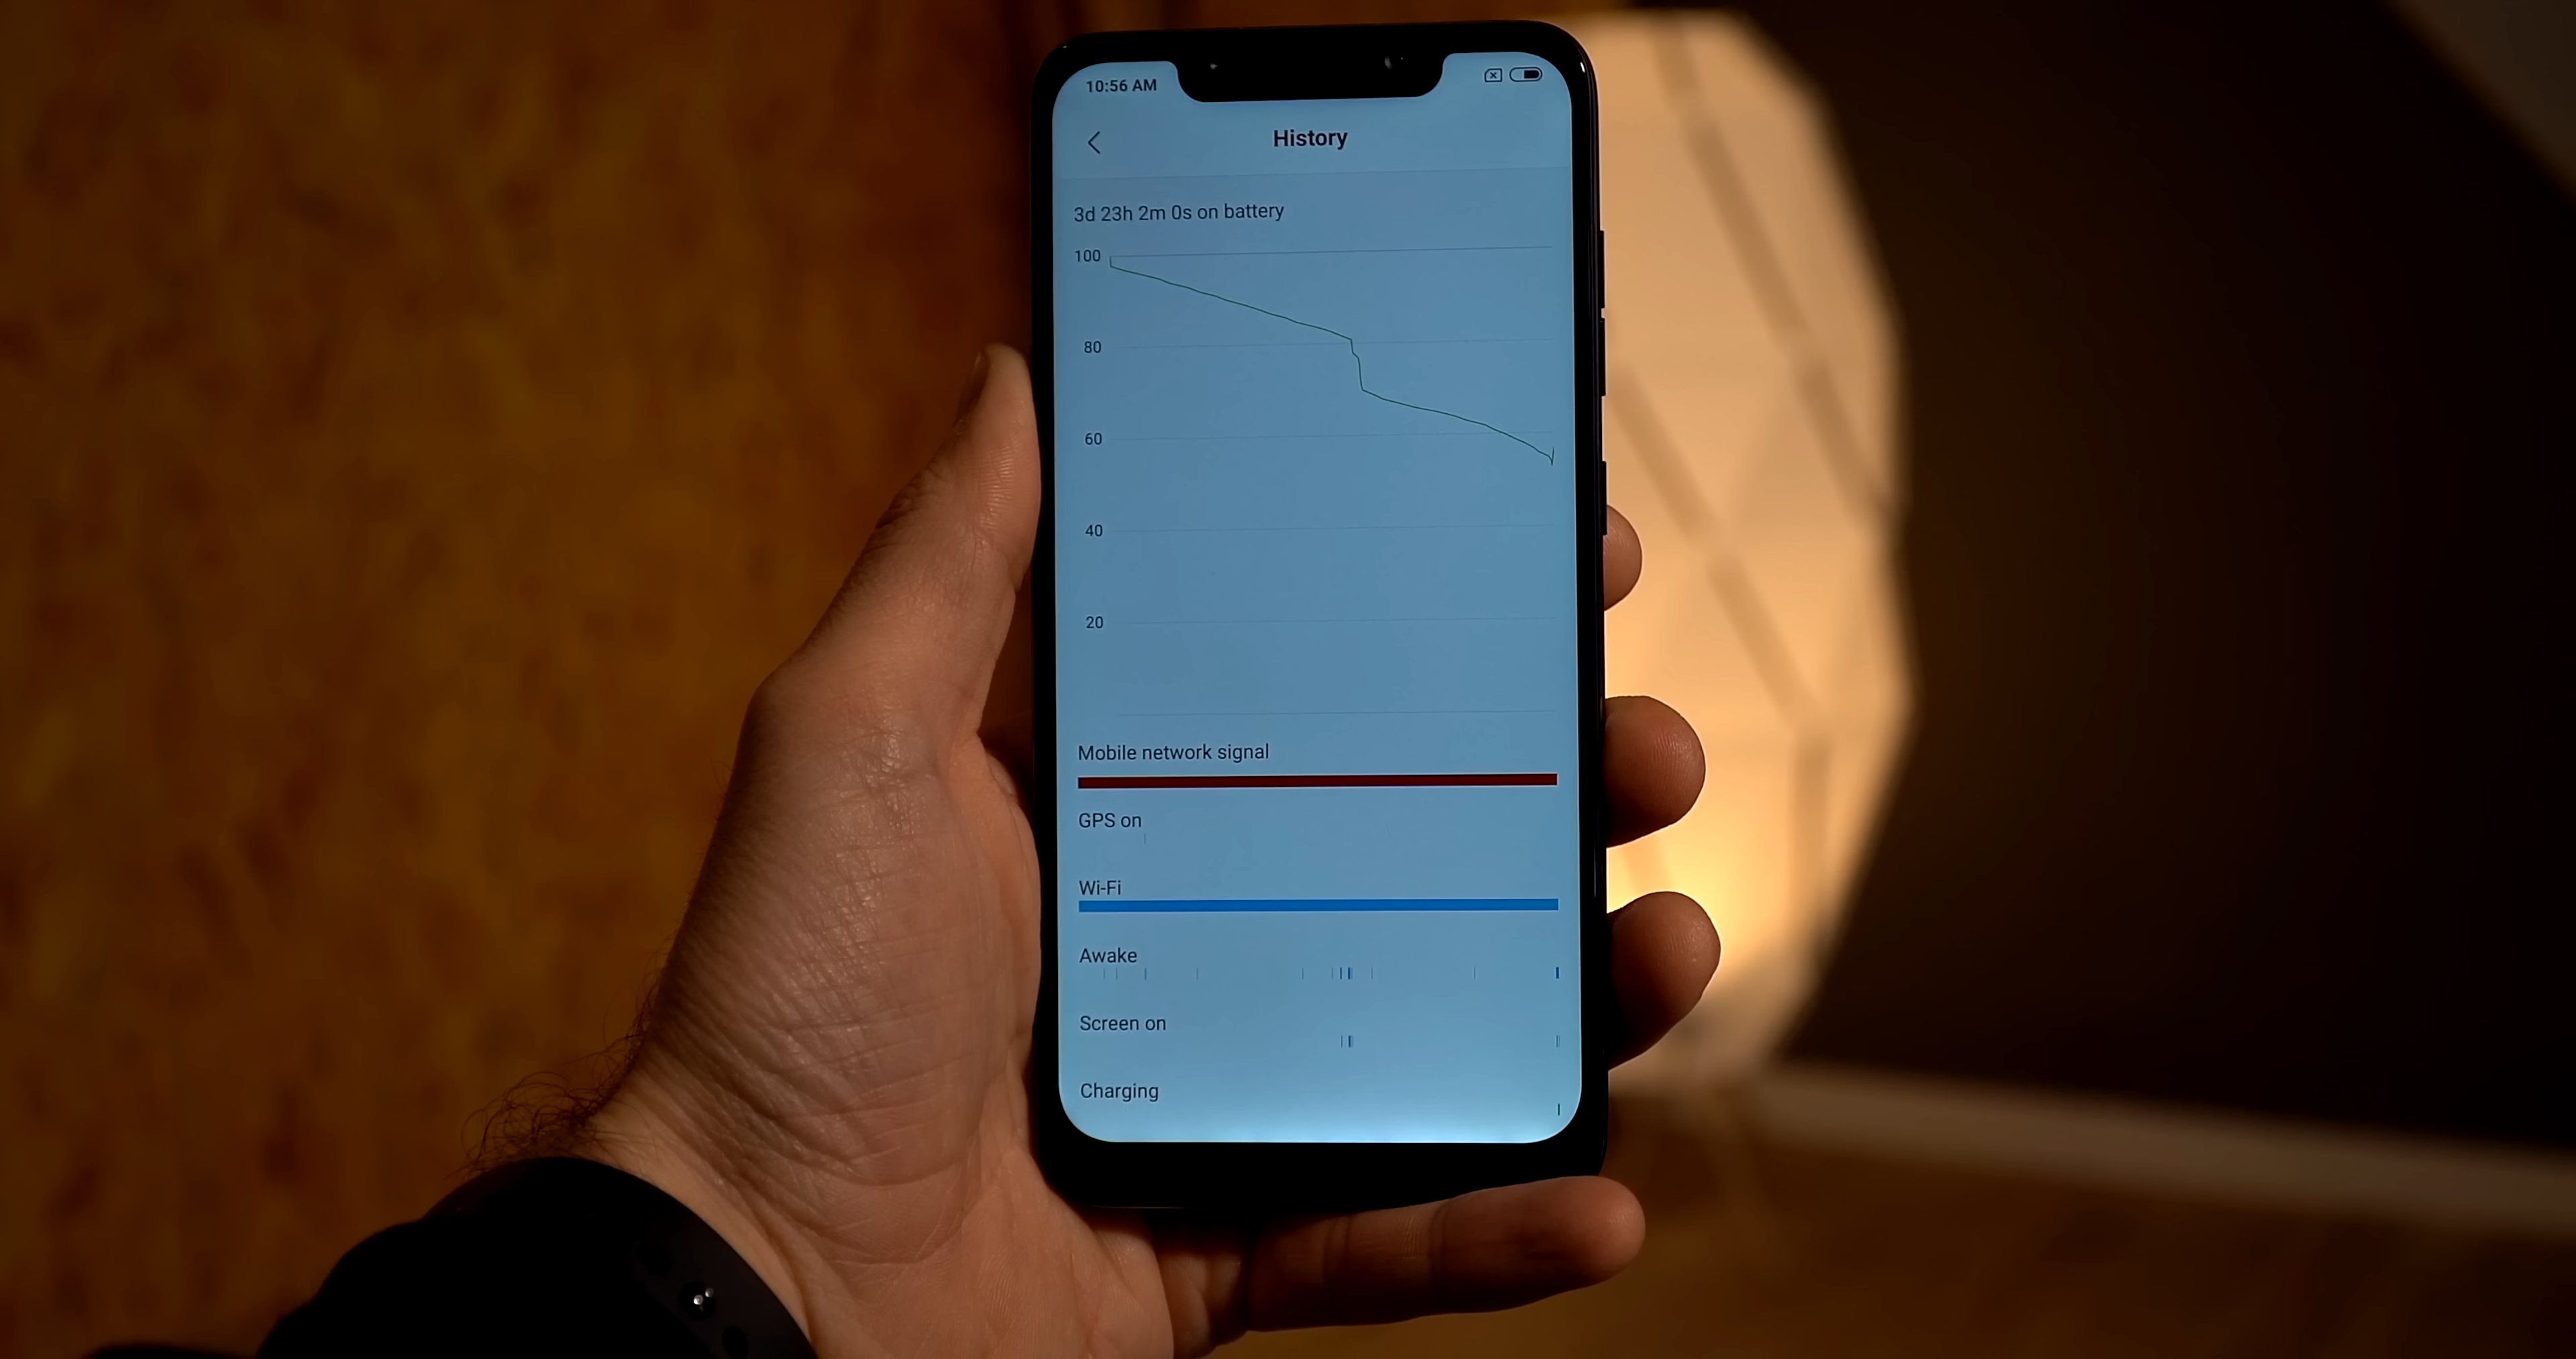 10:56 AM
History
3d 23h 2m 0s on battery
100
80
60
40
20
Mobile network signal
GPS on
Wi-Fi
Awake
Screen on
Charging